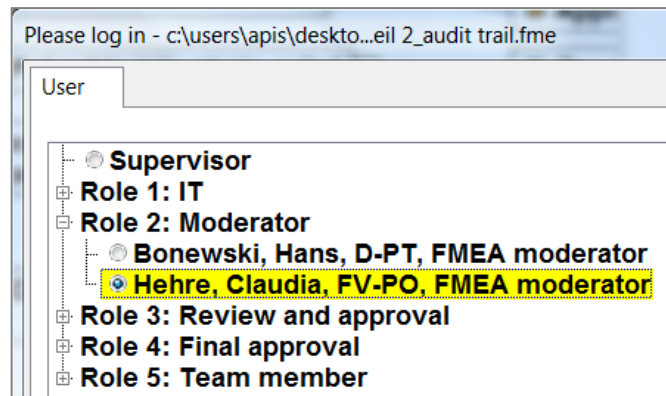 Please log in - c:\users\apis\deskto...eil 2_audit trail.fme
User
Supervisor
Role 1: IT
Role 2: Moderator
Bonewski, Hans, D-PT, FMEA moderator
Hehre, Claudia, FV-PO, FMEA moderator
Role 3: Review and approval
Role 4: Final approval
Role 5: Team member